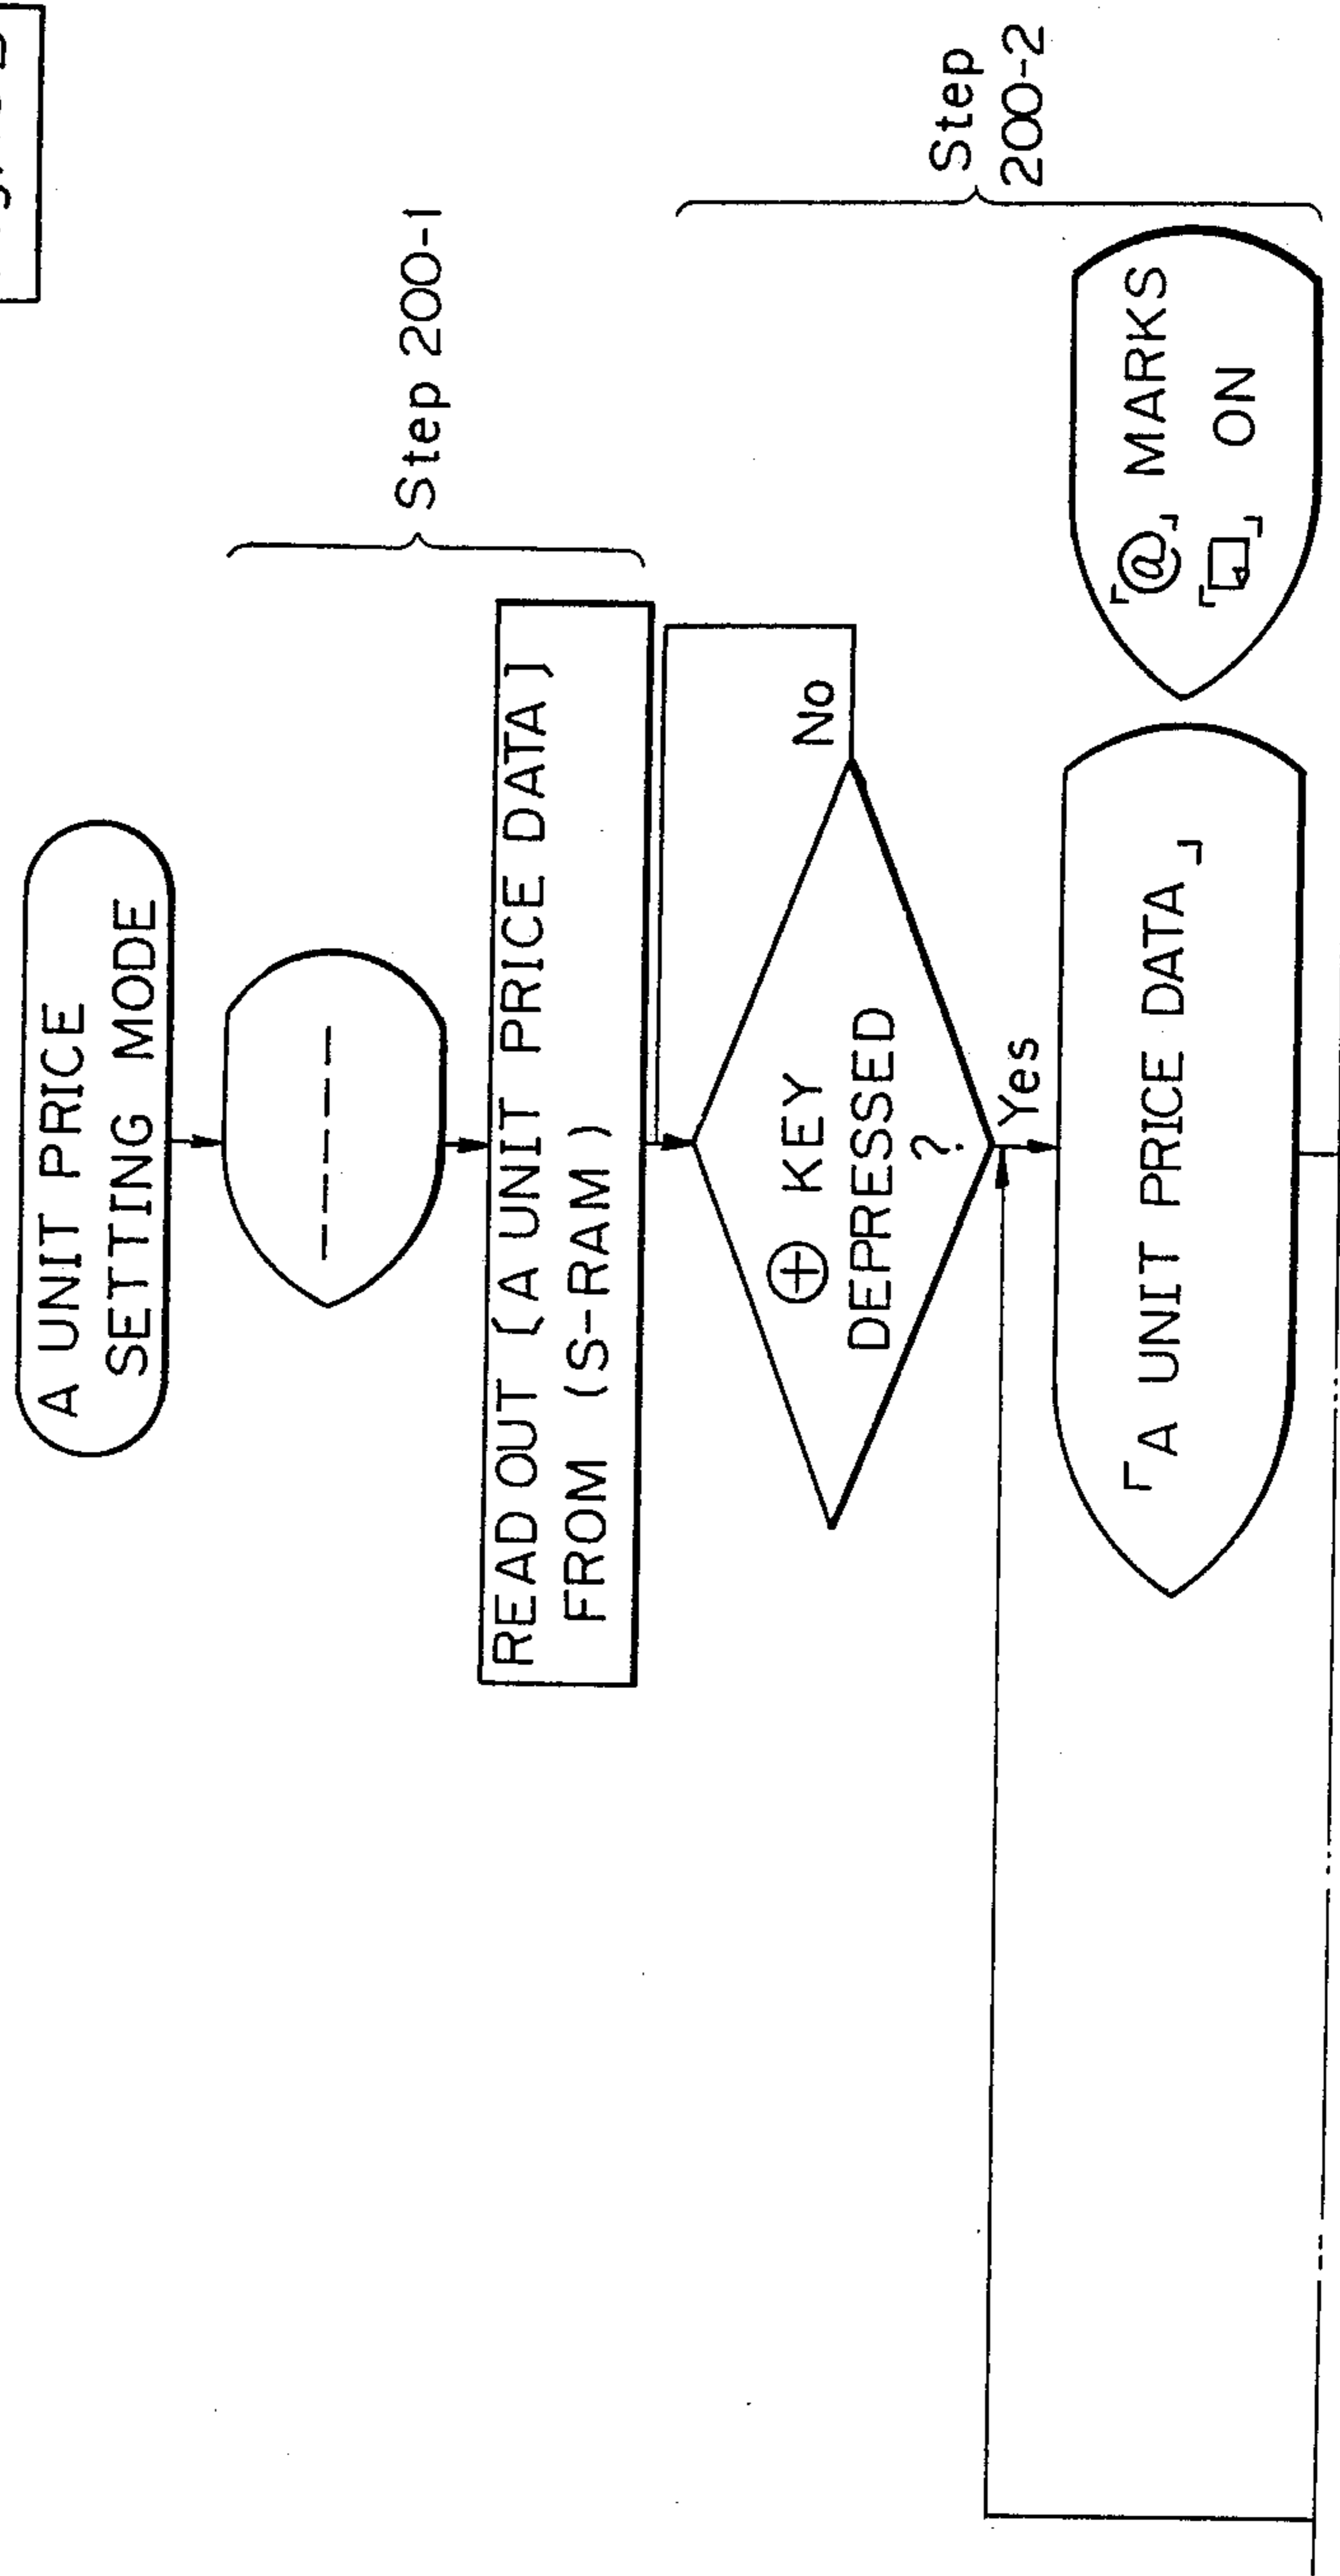 A UNIT PRICE
SETTING MODE
-----
Step 200-1
READ OUT [A UNIT PRICE DATA]
FROM (S-RAM)
⊕ KEY
DEPRESSED
?
No
Yes
Step
200-2
「A UNIT PRICE DATA」
「@」 MARKS
「」 ON